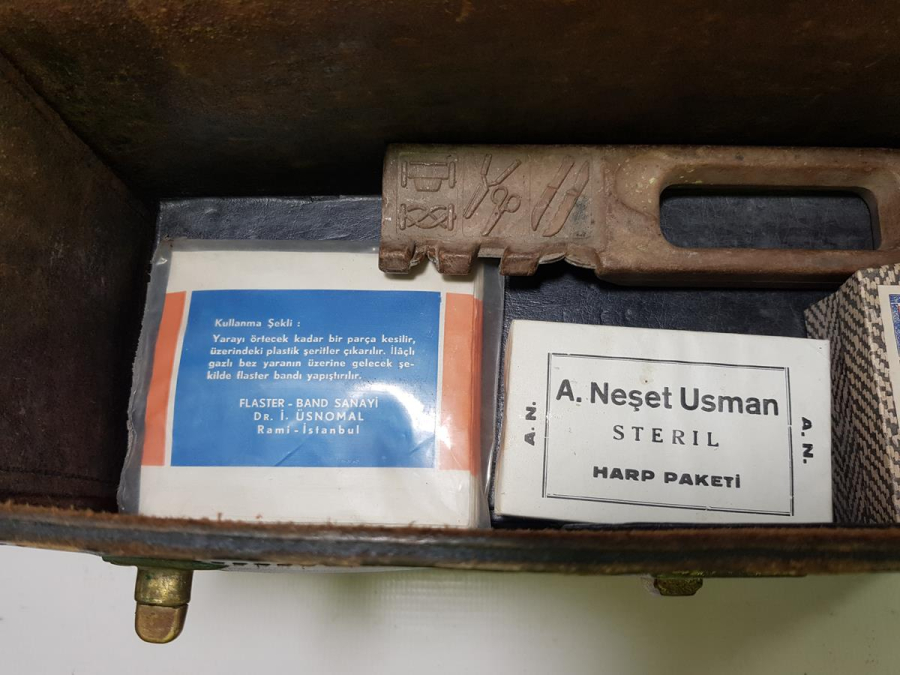 Kullanma Şekli :
Yarayı örtecek kadar bir parça kesilir,
üzerindeki plastik şeritler çıkarılır. İlâçlı
gazlı bez yaranın üzerine gelecek şe-
kilde flaster bandı yapıştırılır.
FLASTER - BAND SANAYİ
DR. İ. ÜSNOMAL
Rami - İstanbul
A. Neşet Usman
STERIL
HARP PAKETİ
A.N.
A.N.